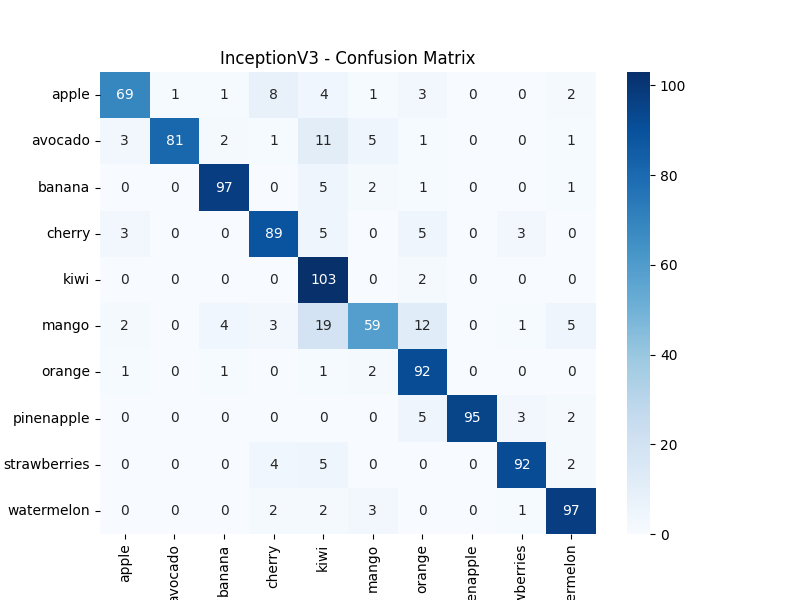 InceptionV3 - Confusion Matrix
apple 69 1 1 8 4 1 3 0 0 2
avocado 3 81 2 1 11 5 1 0 0 1
banana 0 0 97 0 5 2 1 0 0 1
cherry 3 0 0 89 5 0 5 0 3 0
kiwi 0 0 0 0 103 0 2 0 0 0
mango 2 0 4 3 19 59 12 0 1 5
orange 1 0 1 0 1 2 92 0 0 0
pinenapple 0 0 0 0 0 0 5 95 3 2
strawberries 0 0 0 4 5 0 0 0 92 2
watermelon 0 0 0 2 2 3 0 0 1 97
apple
avocado
banana
cherry
kiwi
mango
orange
enapple
wberries
ermelon
100
80
60
40
20
0